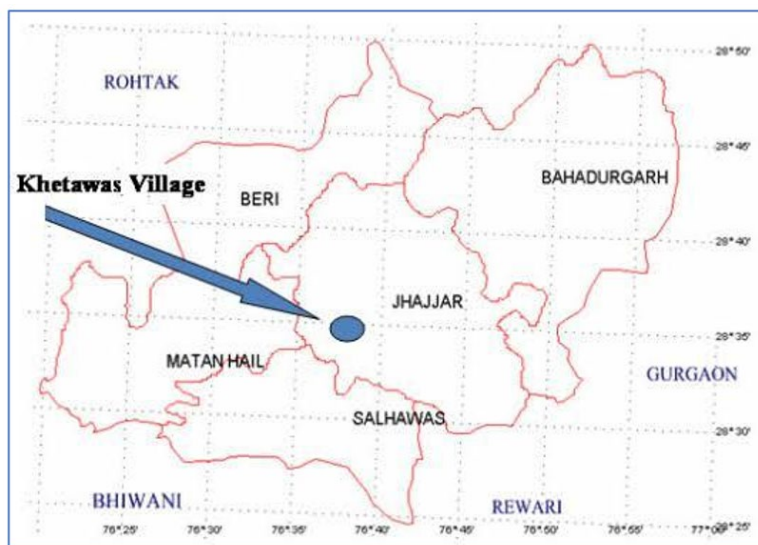 28°50'
ROHTAK
28°45'
BAHADURGARH
Khetawas Village
BERI
28°40'
JHAJJAR
28°35'
MATAN HAIL
GURGAON
SALHAWAS
28°30'
BHIWANI
REWARI
28°25'
76°25' 76°30' 76°35' 76°40' 76°45' 76°50' 76°55' 77°00'